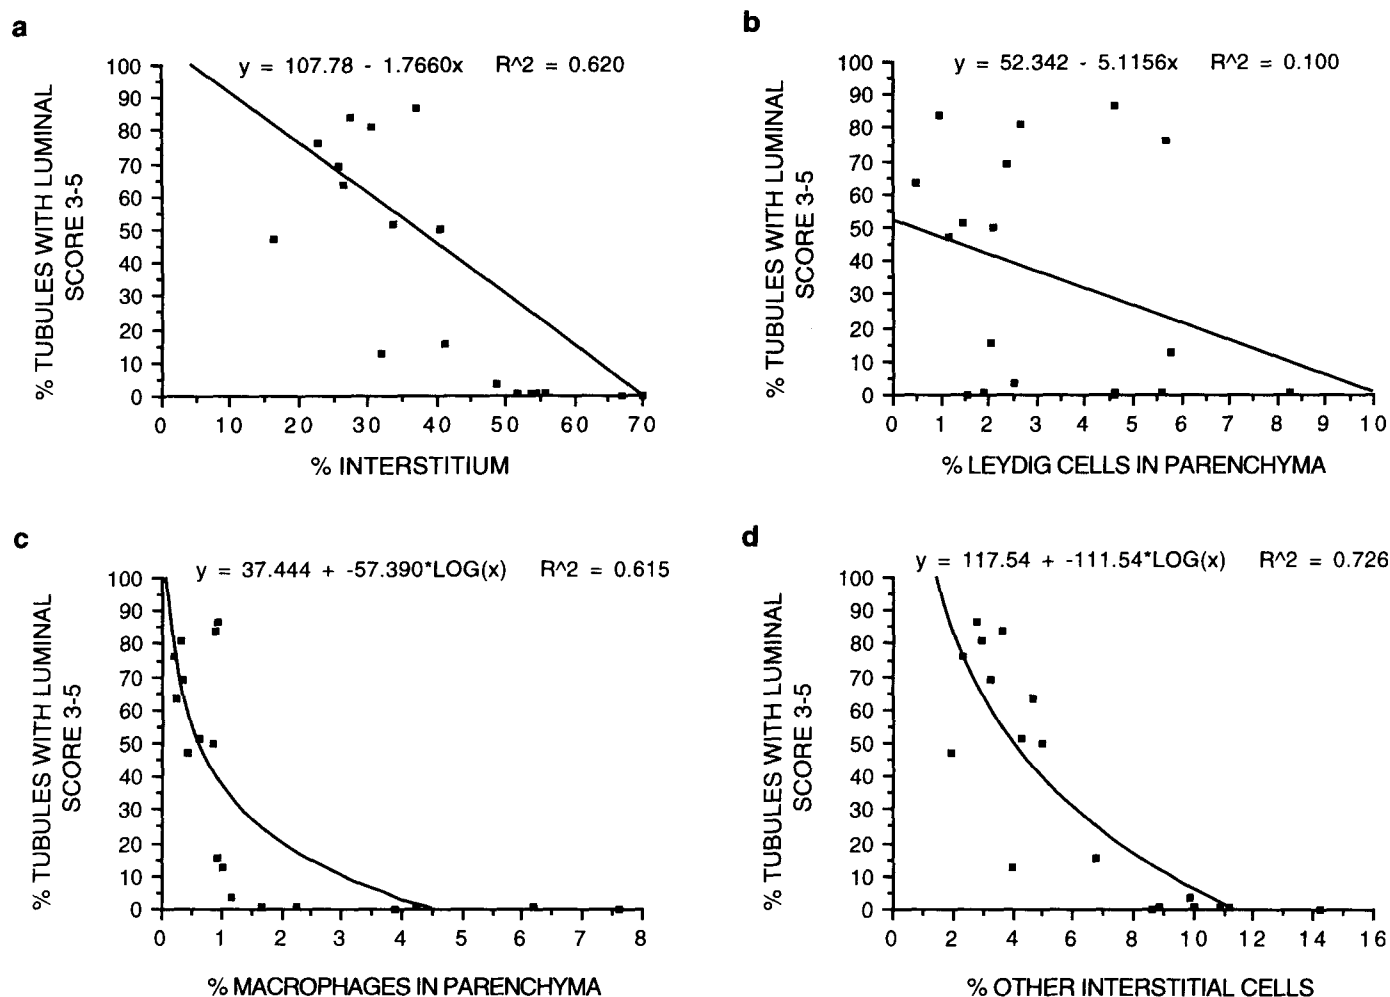 a
y = 107.78 - 1.7660x R^2 = 0.620
% TUBULES WITH LUMINAL
SCORE 3-5
100
90
80
70
60
50
40
30
20
10
0
0 10 20 30 40 50 60 70
% INTERSTITIUM
b
y = 52.342 - 5.1156x R^2 = 0.100
% TUBULES WITH LUMINAL
SCORE 3-5
100
90
80
70
60
50
40
30
20
10
0
0 1 2 3 4 5 6 7 8 9 10
% LEYDIG CELLS IN PARENCHYMA
c
y = 37.444 + -57.390*LOG(x) R^2 = 0.615
% TUBULES WITH LUMINAL
SCORE 3-5
100
90
80
70
60
50
40
30
20
10
0
0 1 2 3 4 5 6 7 8
% MACROPHAGES IN PARENCHYMA
d
y = 117.54 + -111.54*LOG(x) R^2 = 0.726
% TUBULES WITH LUMINAL
SCORE 3-5
100
90
80
70
60
50
40
30
20
10
0
0 2 4 6 8 10 12 14 16
% OTHER INTERSTITIAL CELLS